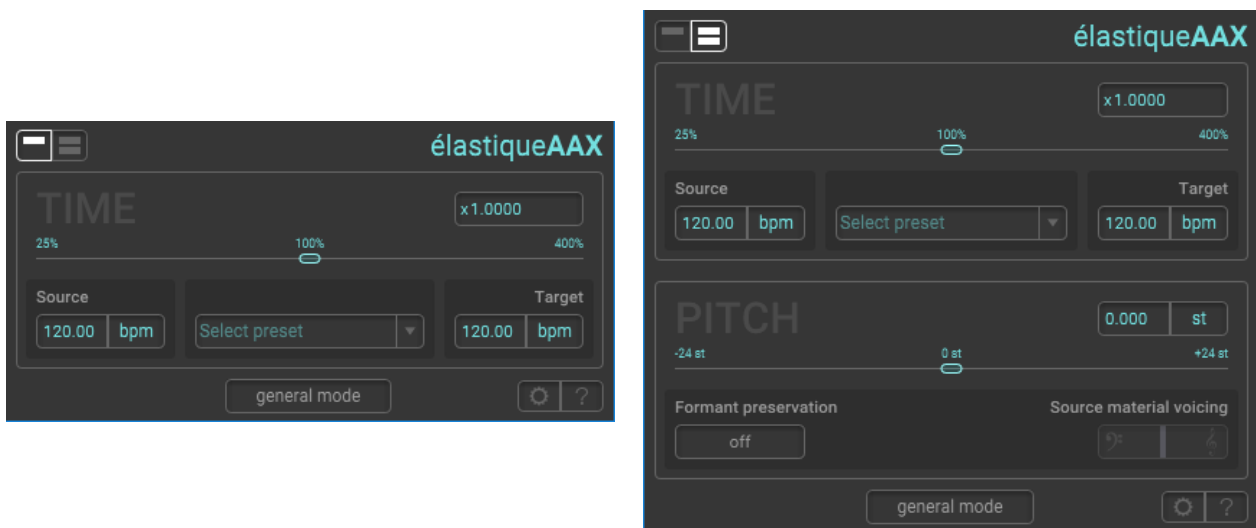 élastiqueAAX
TIME
x1.0000
25% 100% 400%
Source Target
120.00 bpm Select preset 120.00 bpm
general mode ?
élastiqueAAX
TIME
x1.0000
25% 100% 400%
Source Target
120.00 bpm Select preset 120.00 bpm
PITCH
0.000 st
-24 st 0 st +24 st
Formant preservation Source material voicing
off
general mode ?